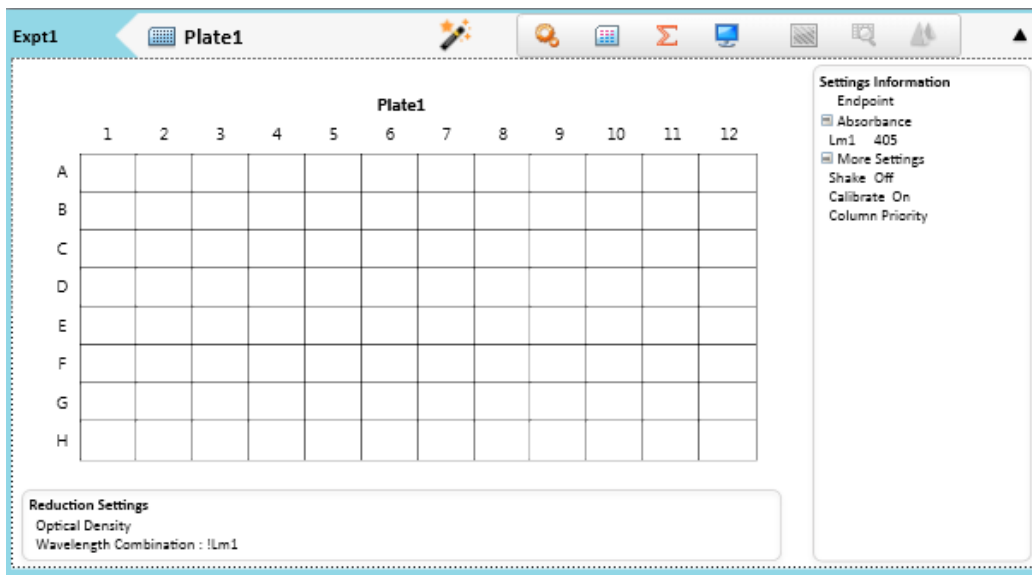 Expt1
Plate1
Plate1
1 2 3 4 5 6 7 8 9 10 11 12
A
B
C
D
E
F
G
H
Settings Information
Endpoint
Absorbance
Lm1 405
More Settings
Shake Off
Calibrate On
Column Priority
Reduction Settings
Optical Density
Wavelength Combination : !Lm1